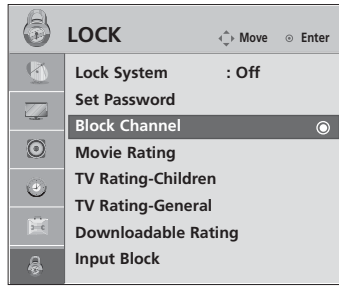 LOCK Move Enter
Lock System : Off
Set Password
Block Channel
Movie Rating
TV Rating-Children
TV Rating-General
Downloadable Rating
Input Block